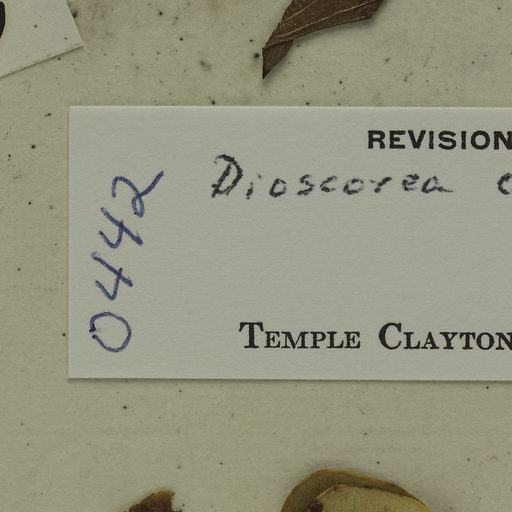 REVISION
Dioscorea
0442
TEMPLE CLAYTON